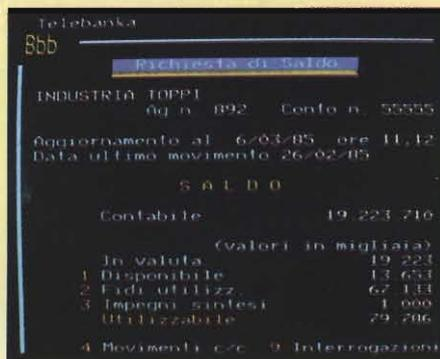 Telebanka
Bbb
Richiesta di Saldo
INDUSTRIA TOPPI
Ag n. 892 Conto n. 55555
Aggiornamento al 6/03/85 ore 11,12
Data ultimo movimento 26/02/85
SALDO
Contabile 19.223.710
(valori in migliaia)
In valuta 19 223
1 Disponibile 13 653
2 Fidi utilizz. 67 133
3 Impegni sintesi 1 000
Utilizzabile 79.786
4 Movimenti c/c 9 Interrogazioni